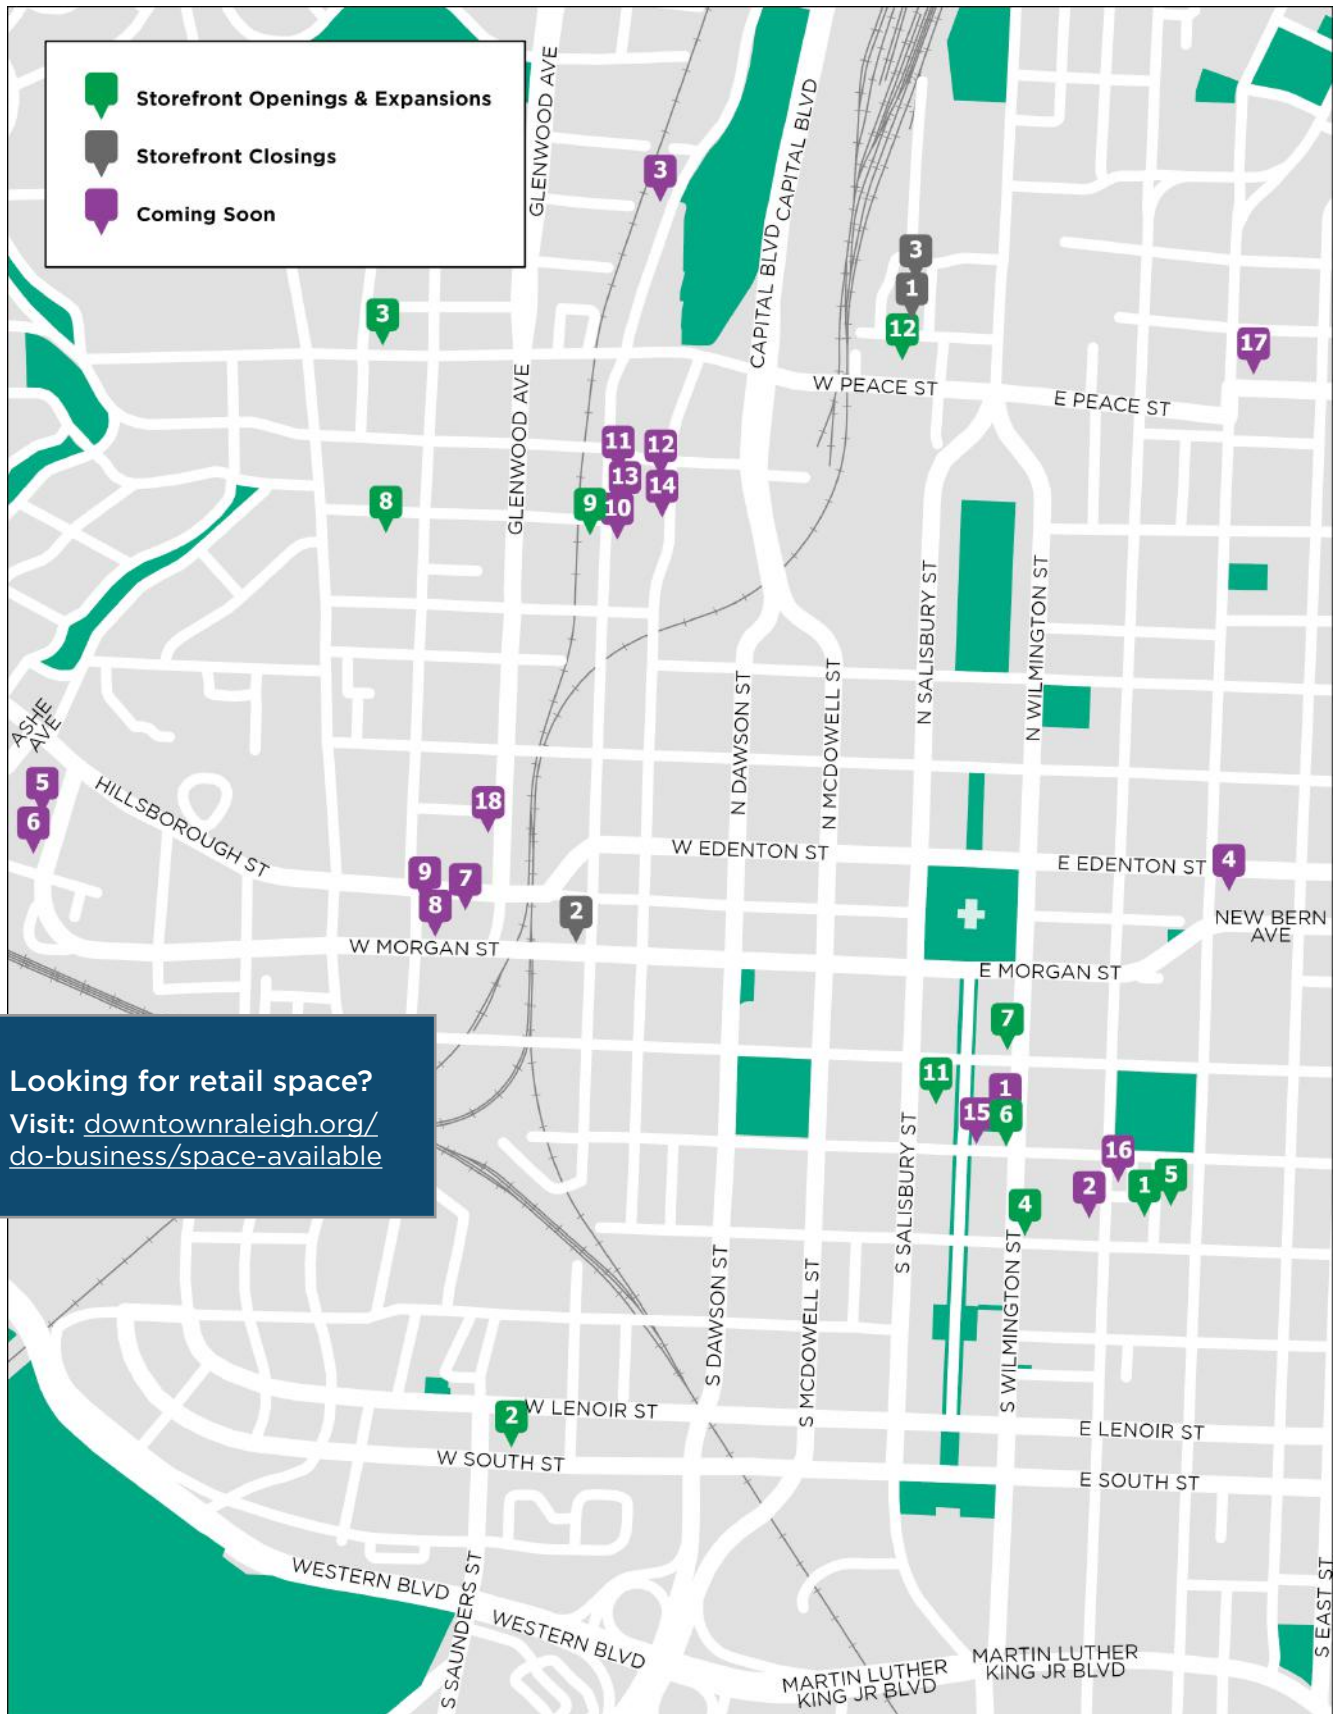 Storefront Openings & Expansions
Storefront Closings
Coming Soon
GLENWOOD AVE
CAPITAL BLVD
CAPITAL BLVD
3
3
1
12
3
17
W PEACE ST
E PEACE ST
GLENWOOD AVE
11
12
13
14
8
9
10
N SALISBURY ST
N WILMINGTON ST
N DAWSON ST
N MCDOWELL ST
ASHE
AVE
5
6
HILLSBOROUGH ST
18
W EDENTON ST
E EDENTON ST
4
9
7
8
2
W MORGAN ST
NEW BERN
AVE
E MORGAN ST
7
11
1
15
6
16
2
1
5
4
Looking for retail space?
Visit: downtownraleigh.org/
do-business/space-available
S SALISBURY ST
S WILMINGTON ST
S DAWSON ST
S MCDOWELL ST
2
W LENOIR ST
E LENOIR ST
W SOUTH ST
E SOUTH ST
WESTERN BLVD
S SAUNDERS ST
WESTERN BLVD
MARTIN LUTHER
KING JR BLVD
MARTIN LUTHER
KING JR BLVD
S EAST ST